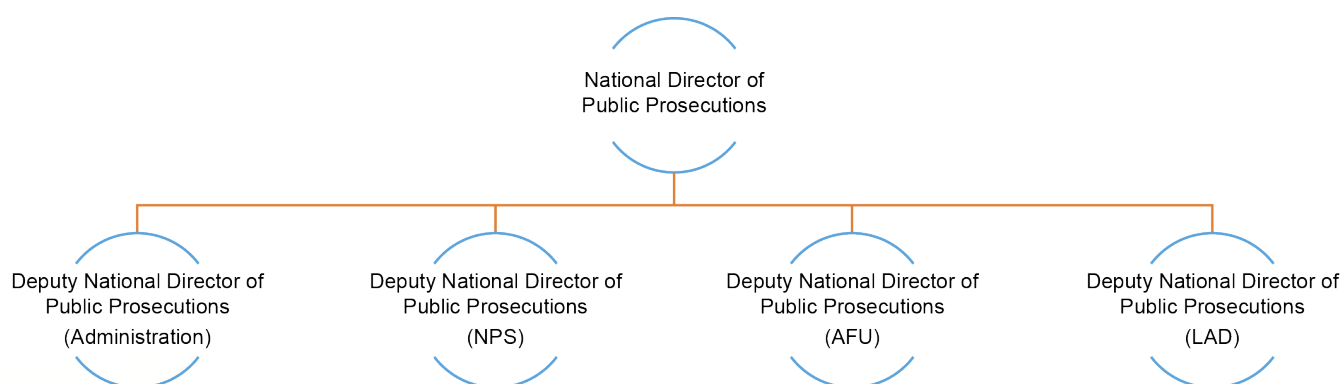 National Director of
Public Prosecutions
Deputy National Director of
Public Prosecutions
(Administration)
Deputy National Director of
Public Prosecutions
(NPS)
Deputy National Director of
Public Prosecutions
(AFU)
Deputy National Director of
Public Prosecutions
(LAD)